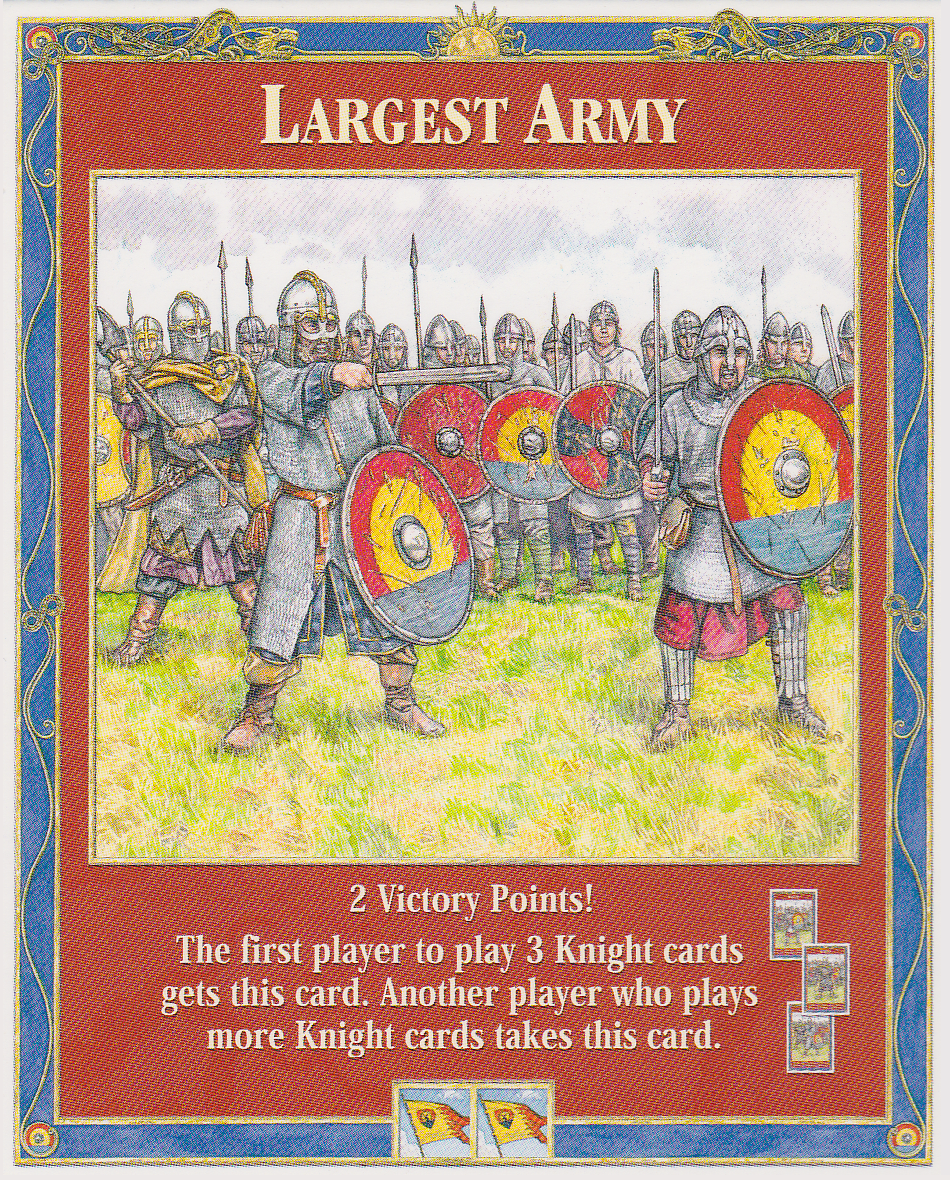 LARGEST ARMY
2 Victory Points!
The first player to play 3 Knight cards
gets this card. Another player who plays
more Knight cards takes this card.